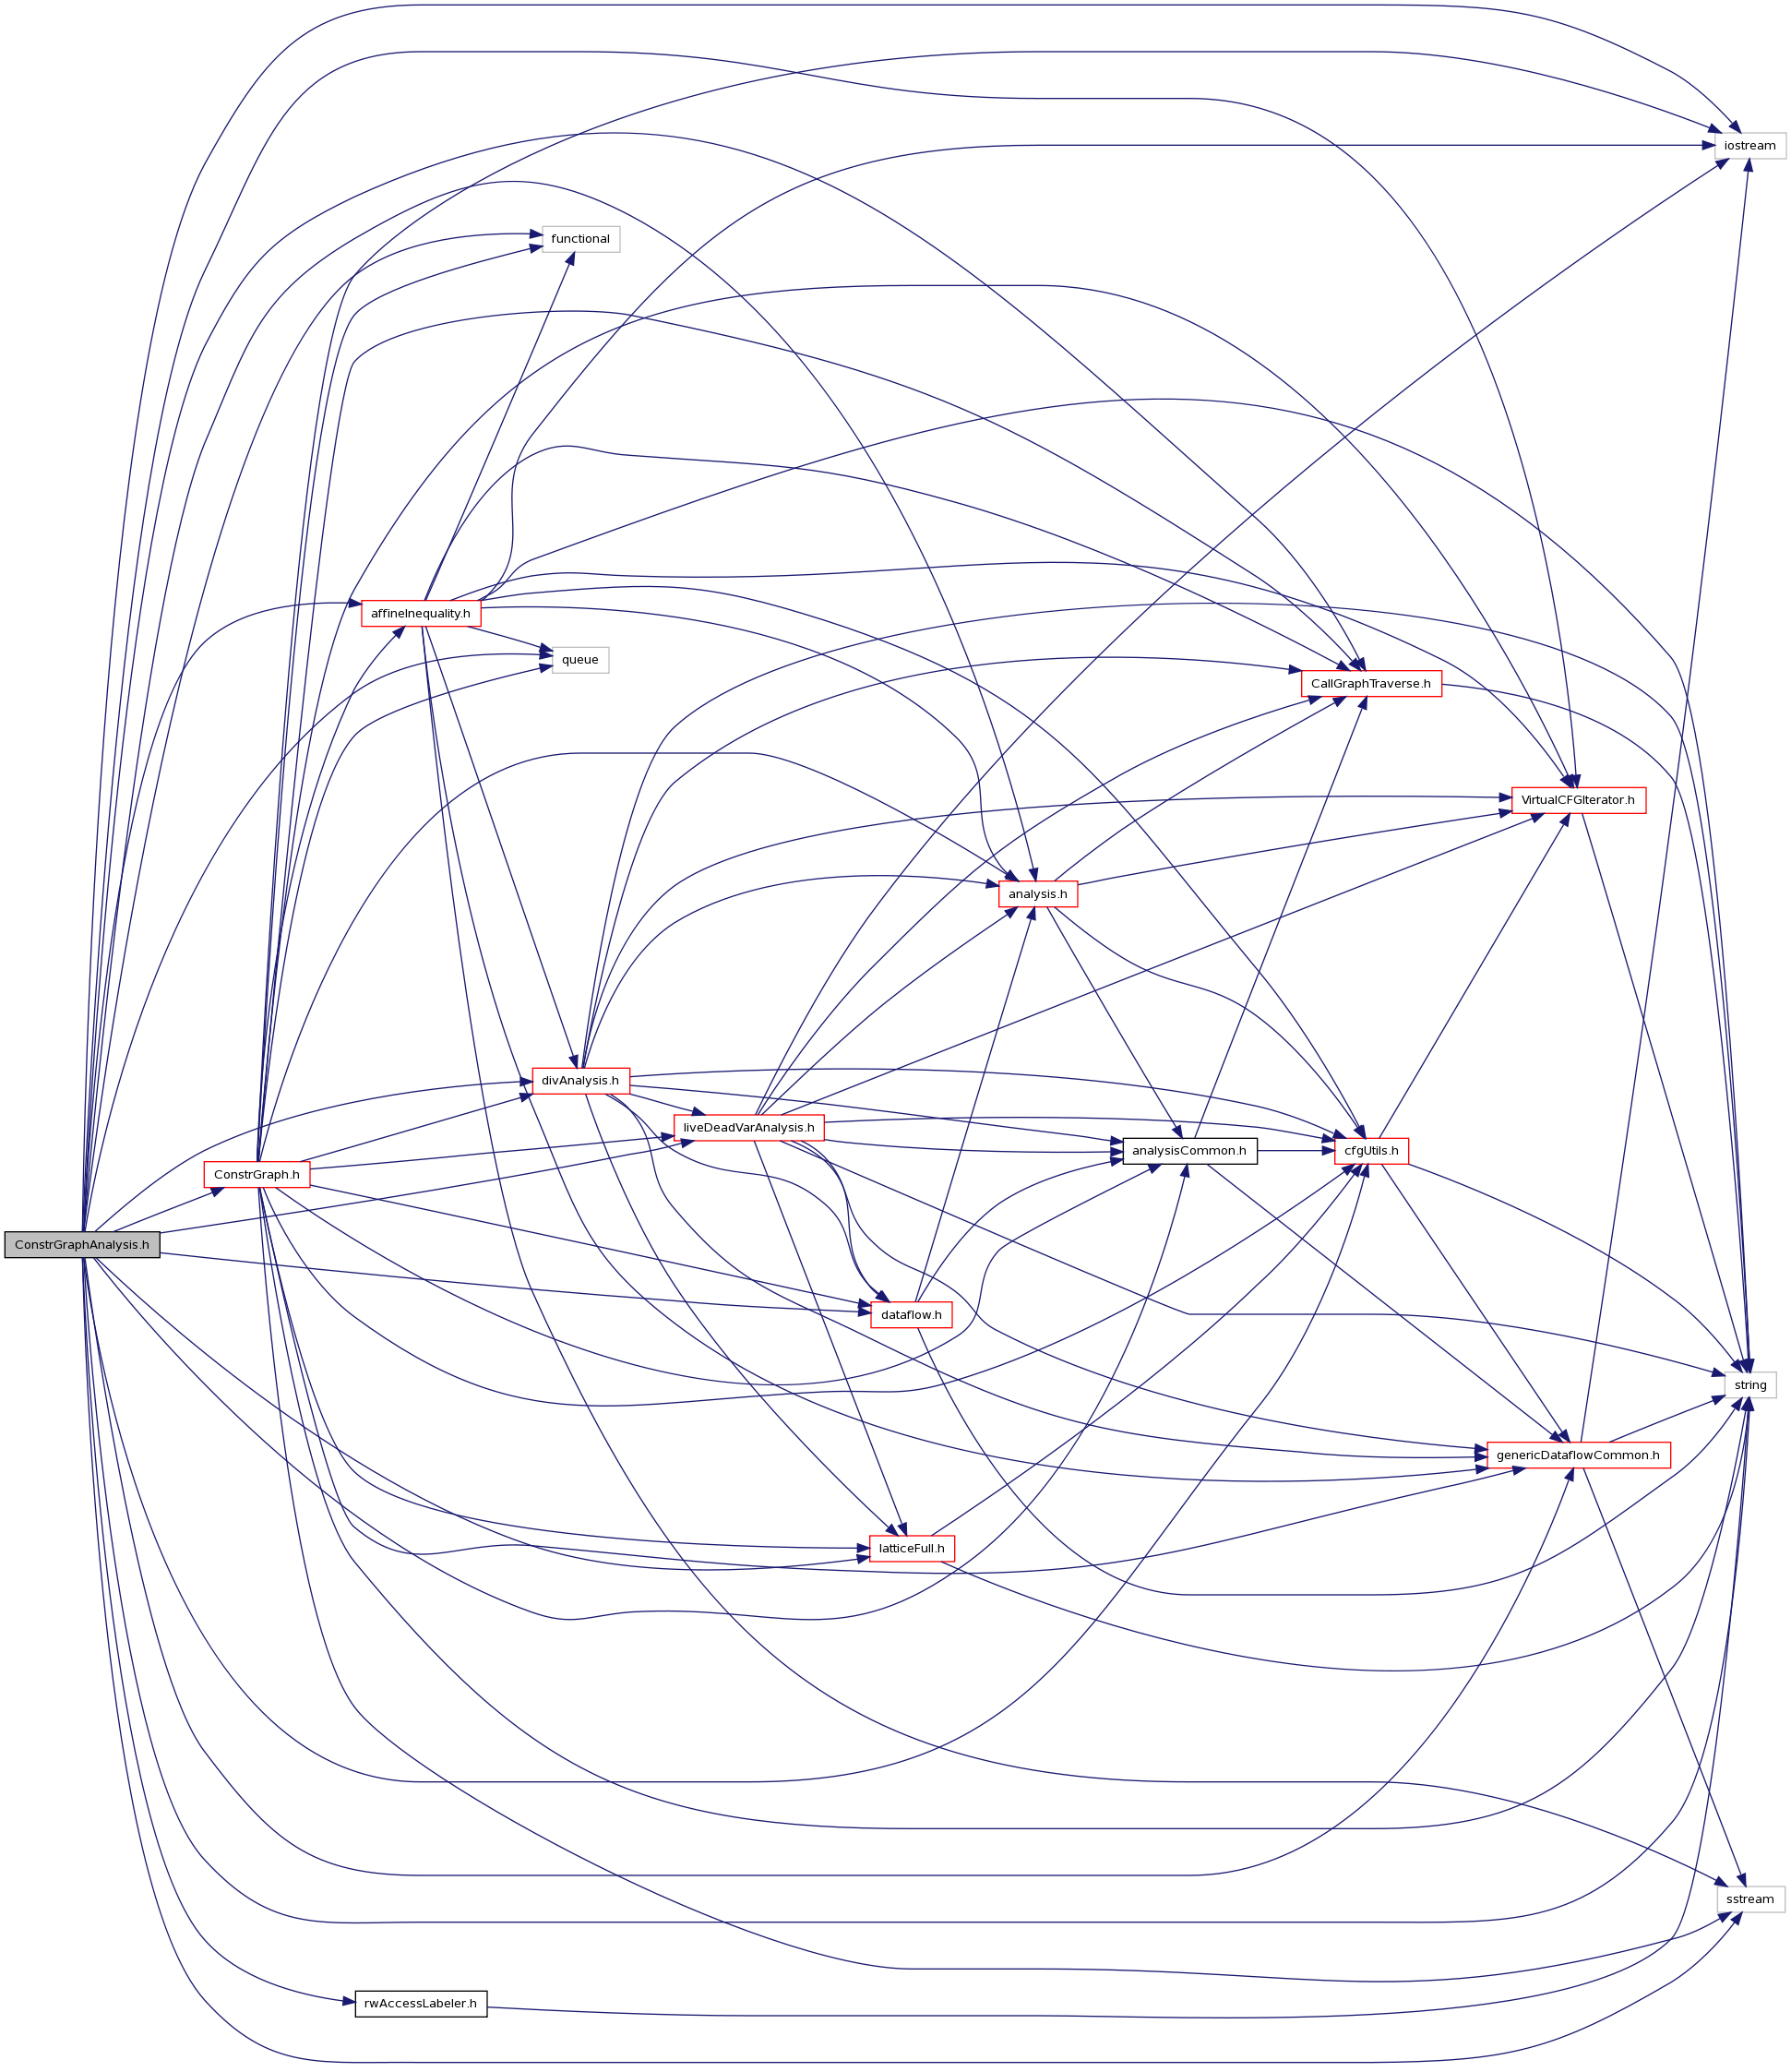 iostream
functional
affineInequality.h
queue
CallGraphTraverse.h
VirtualCFGIterator.h
analysis.h
divAnalysis.h
liveDeadVarAnalysis.h
analysisCommon.h
cfgUtils.h
ConstrGraph.h
ConstrGraphAnalysis.h
dataflow.h
string
genericDataflowCommon.h
latticeFull.h
sstream
rwAccessLabeler.h